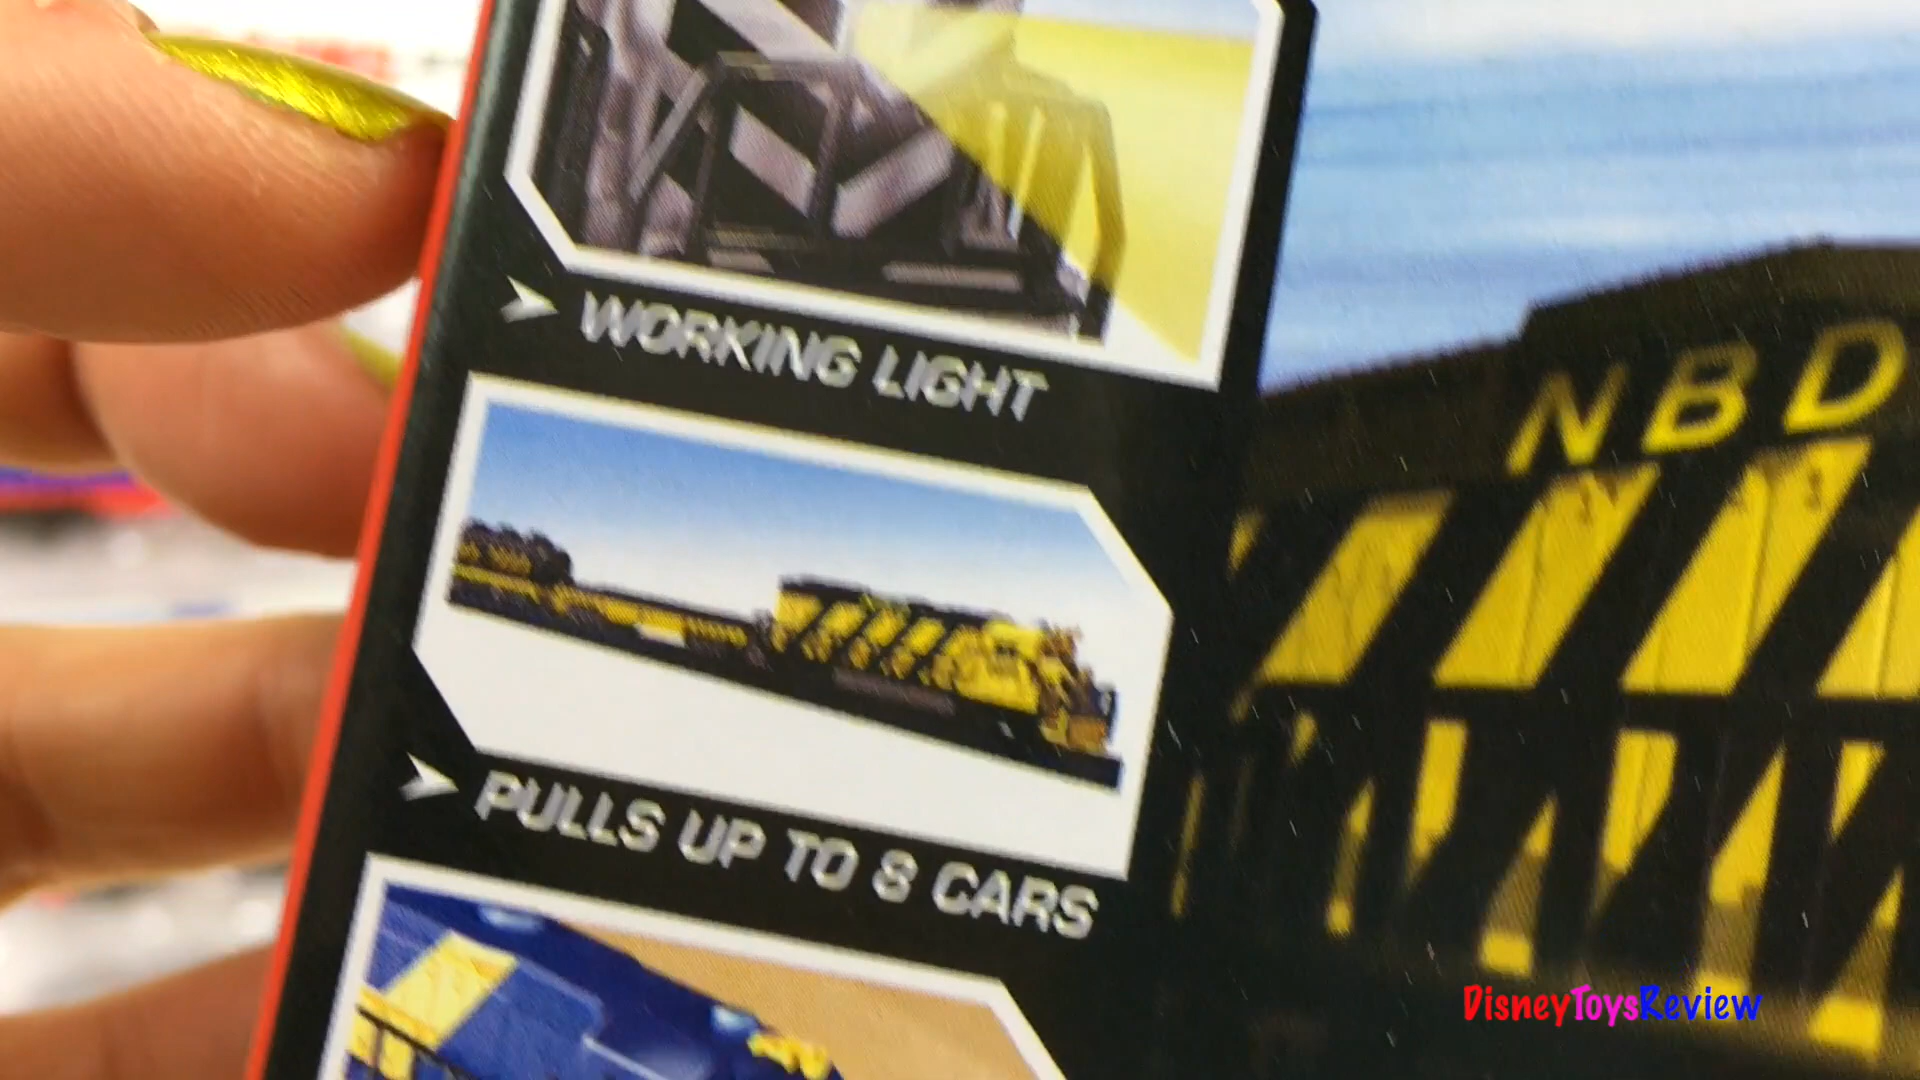 WORKING LIGHT
NBD
PULLS UP TO 8 CARS
DisneyToysReview